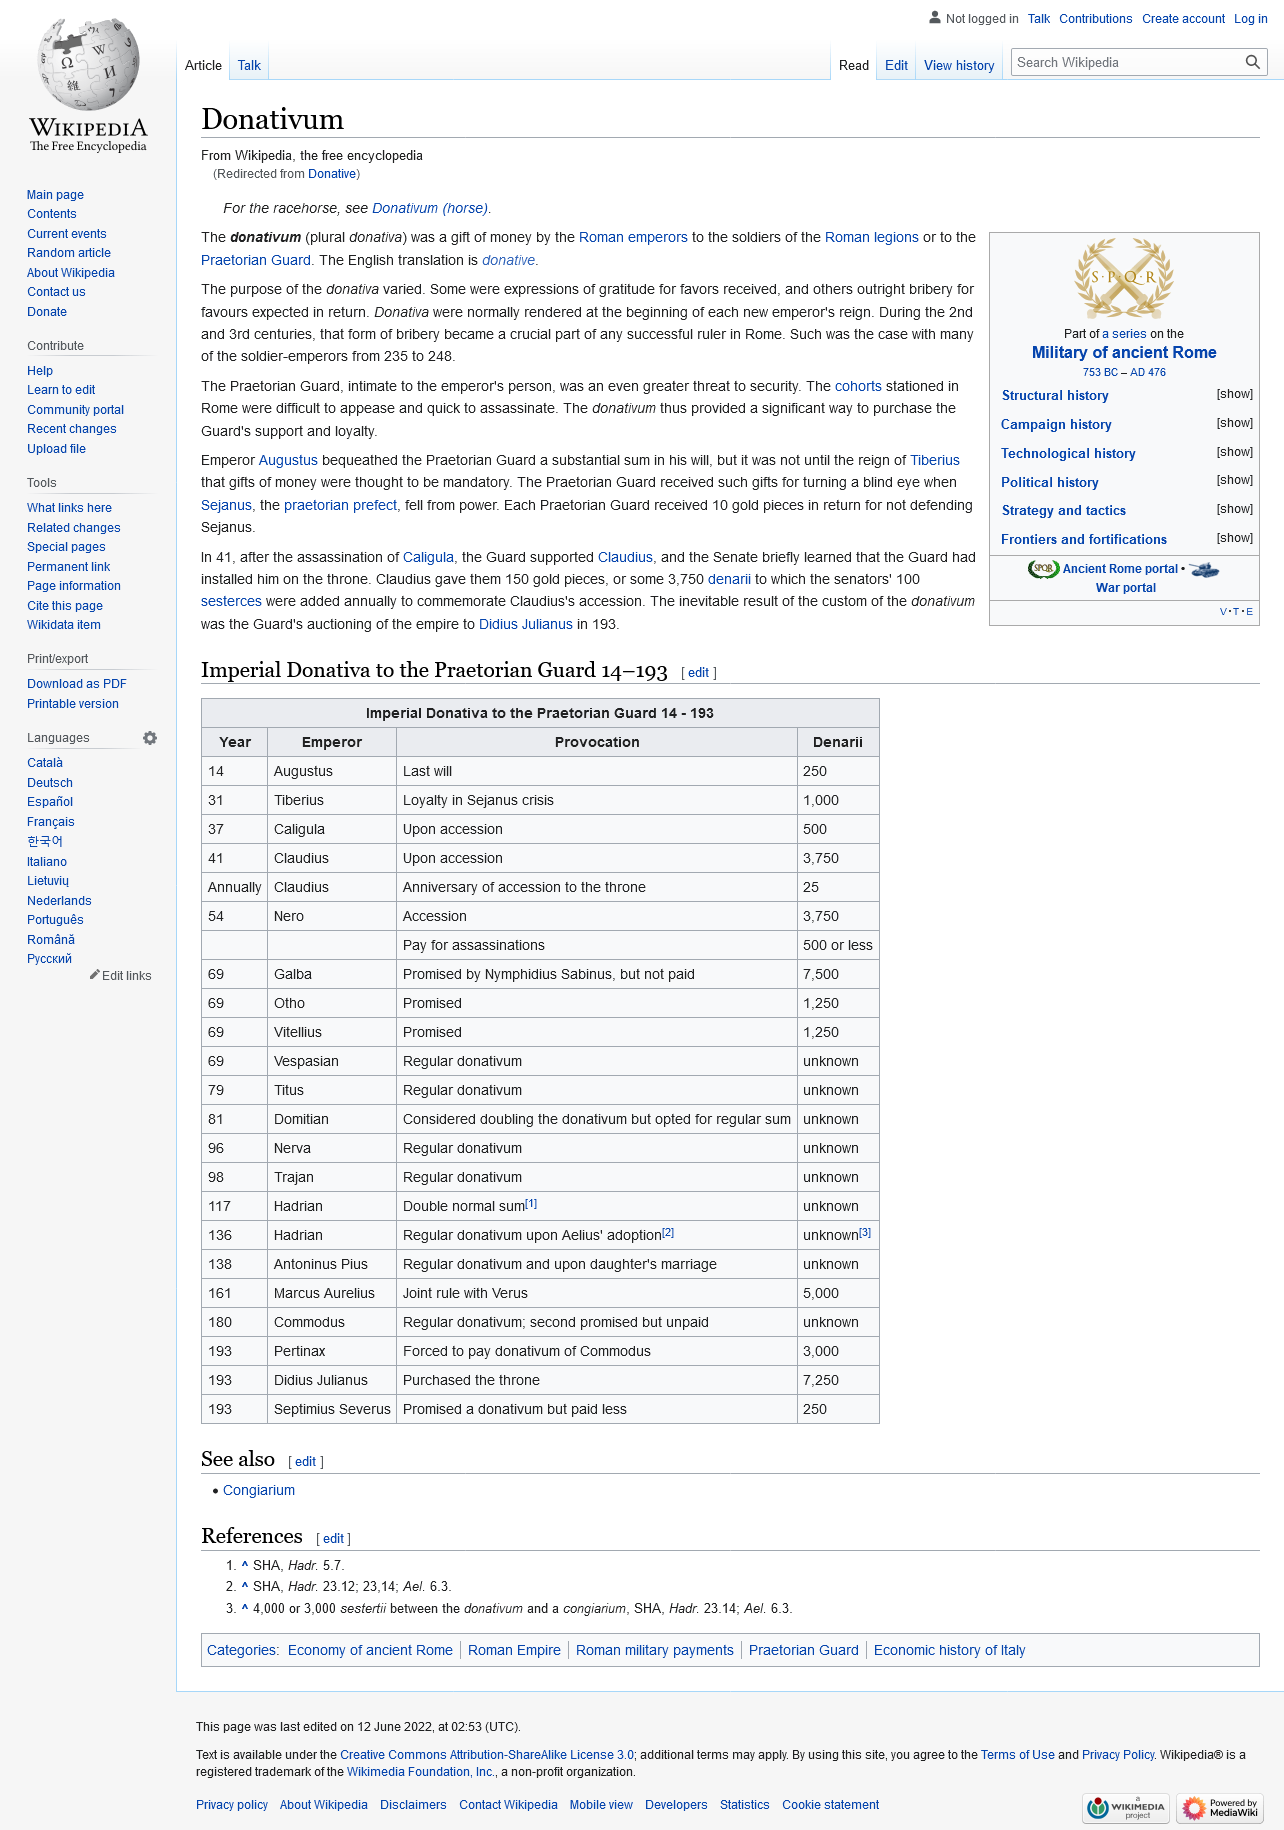 Not logged in Talk Contributions Create account Log in
Article Talk Read Edit View history Search Wikipedia
WIKIPEDIA
The Free Encyclopedia
Main page
Contents
Current events
Random article
About Wikipedia
Contact us
Donate
Contribute
Help
Learn to edit
Community portal
Recent changes
Upload file
Tools
What links here
Related changes
Special pages
Permanent link
Page information
Cite this page
Wikidata item
Print/export
Download as PDF
Printable version
Languages
Català
Deutsch
Español
Français
한국어
Italiano
Lietuvių
Nederlands
Português
Română
Русский
Edit links
Donativum
From Wikipedia, the free encyclopedia
(Redirected from Donative)
For the racehorse, see Donativum (horse).
The donativum (plural donativa) was a gift of money by the Roman emperors to the soldiers of the Roman legions or to the
Praetorian Guard. The English translation is donative.
The purpose of the donativa varied. Some were expressions of gratitude for favors received, and others outright bribery for
favours expected in return. Donativa were normally rendered at the beginning of each new emperor's reign. During the 2nd
and 3rd centuries, that form of bribery became a crucial part of any successful ruler in Rome. Such was the case with many
of the soldier-emperors from 235 to 248.
The Praetorian Guard, intimate to the emperor's person, was an even greater threat to security. The cohorts stationed in
Rome were difficult to appease and quick to assassinate. The donativum thus provided a significant way to purchase the
Guard's support and loyalty.
Emperor Augustus bequeathed the Praetorian Guard a substantial sum in his will, but it was not until the reign of Tiberius
that gifts of money were thought to be mandatory. The Praetorian Guard received such gifts for turning a blind eye when
Sejanus, the praetorian prefect, fell from power. Each Praetorian Guard received 10 gold pieces in return for not defending
Sejanus.
In 41, after the assassination of Caligula, the Guard supported Claudius, and the Senate briefly learned that the Guard had
installed him on the throne. Claudius gave them 150 gold pieces, or some 3,750 denarii to which the senators' 100
sesterces were added annually to commemorate Claudius's accession. The inevitable result of the custom of the donativum
was the Guard's auctioning of the empire to Didius Julianus in 193.
S·P·Q·R
Part of a series on the
Military of ancient Rome
753 BC – AD 476
Structural history [show]
Campaign history [show]
Technological history [show]
Political history [show]
Strategy and tactics [show]
Frontiers and fortifications [show]
SPQR Ancient Rome portal •
War portal
V·T·E
Imperial Donativa to the Praetorian Guard 14–193 [ edit ]
Imperial Donativa to the Praetorian Guard 14 - 193
Year Emperor Provocation Denarii
14 Augustus Last will 250
31 Tiberius Loyalty in Sejanus crisis 1,000
37 Caligula Upon accession 500
41 Claudius Upon accession 3,750
Annually Claudius Anniversary of accession to the throne 25
54 Nero Accession 3,750
Pay for assassinations 500 or less
69 Galba Promised by Nymphidius Sabinus, but not paid 7,500
69 Otho Promised 1,250
69 Vitellius Promised 1,250
69 Vespasian Regular donativum unknown
79 Titus Regular donativum unknown
81 Domitian Considered doubling the donativum but opted for regular sum unknown
96 Nerva Regular donativum unknown
98 Trajan Regular donativum unknown
117 Hadrian Double normal sum[1] unknown
136 Hadrian Regular donativum upon Aelius' adoption[2] unknown[3]
138 Antoninus Pius Regular donativum and upon daughter's marriage unknown
161 Marcus Aurelius Joint rule with Verus 5,000
180 Commodus Regular donativum; second promised but unpaid unknown
193 Pertinax Forced to pay donativum of Commodus 3,000
193 Didius Julianus Purchased the throne 7,250
193 Septimius Severus Promised a donativum but paid less 250
See also [ edit ]
• Congiarium
References [ edit ]
1. ^ SHA, Hadr. 5.7.
2. ^ SHA, Hadr. 23.12; 23,14; Ael. 6.3.
3. ^ 4,000 or 3,000 sestertii between the donativum and a congiarium, SHA, Hadr. 23.14; Ael. 6.3.
Categories: Economy of ancient Rome | Roman Empire | Roman military payments | Praetorian Guard | Economic history of Italy
This page was last edited on 12 June 2022, at 02:53 (UTC).
Text is available under the Creative Commons Attribution-ShareAlike License 3.0; additional terms may apply. By using this site, you agree to the Terms of Use and Privacy Policy. Wikipedia® is a
registered trademark of the Wikimedia Foundation, Inc., a non-profit organization.
Privacy policy About Wikipedia Disclaimers Contact Wikipedia Mobile view Developers Statistics Cookie statement
a WIKIMEDIA project
Powered by MediaWiki